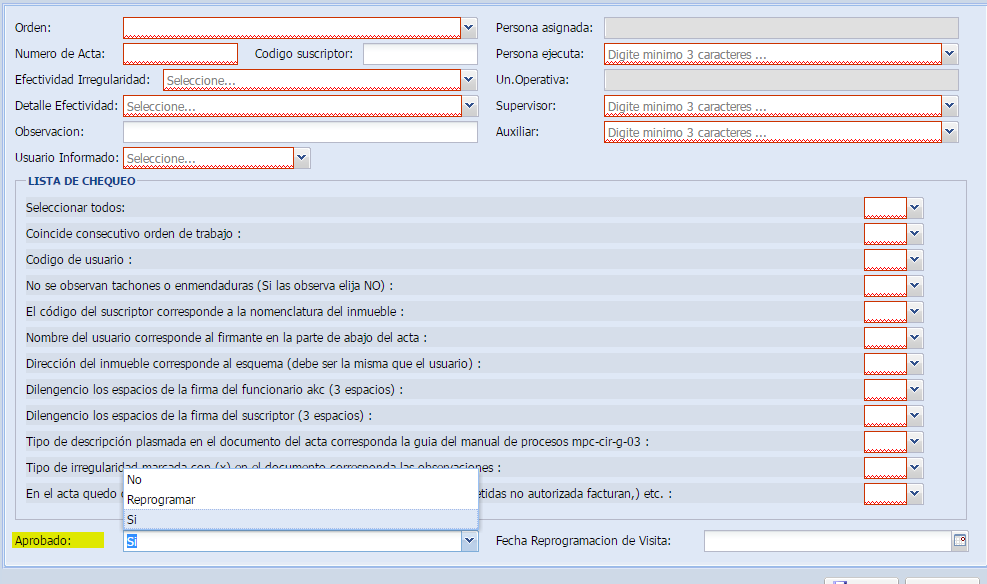 Orden:
Persona asignada:
Numero de Acta:
Codigo suscriptor:
Persona ejecuta: Digite minimo 3 caracteres ...
Efectividad Irregularidad: Seleccione...
Un.Operativa:
Detalle Efectividad: Seleccione...
Supervisor: Digite minimo 3 caracteres ...
Observacion:
Auxiliar: Digite minimo 3 caracteres ...
Usuario Informado: Seleccione...
LISTA DE CHEQUEO
Seleccionar todos:
Coincide consecutivo orden de trabajo :
Codigo de usuario :
No se observan tachones o enmendaduras (Si las observa elija NO) :
El código del suscriptor corresponde a la nomenclatura del inmueble :
Nombre del usuario corresponde al firmante en la parte de abajo del acta :
Dirección del inmueble corresponde al esquema (debe ser la misma que el usuario) :
Dilengencio los espacios de la firma del funcionario akc (3 espacios) :
Dilengencio los espacios de la firma del suscriptor (3 espacios) :
Tipo de descripción plasmada en el documento del acta corresponda la guia del manual de procesos mpc-cir-g-03 :
Tipo de irregularidad marcada con (x) en el documento corresponda las observaciones :
En el acta quedo no autorizada facturan,) etc. :
No
Reprogramar
Si
Aprobado: Si
Fecha Reprogramacion de Visita: